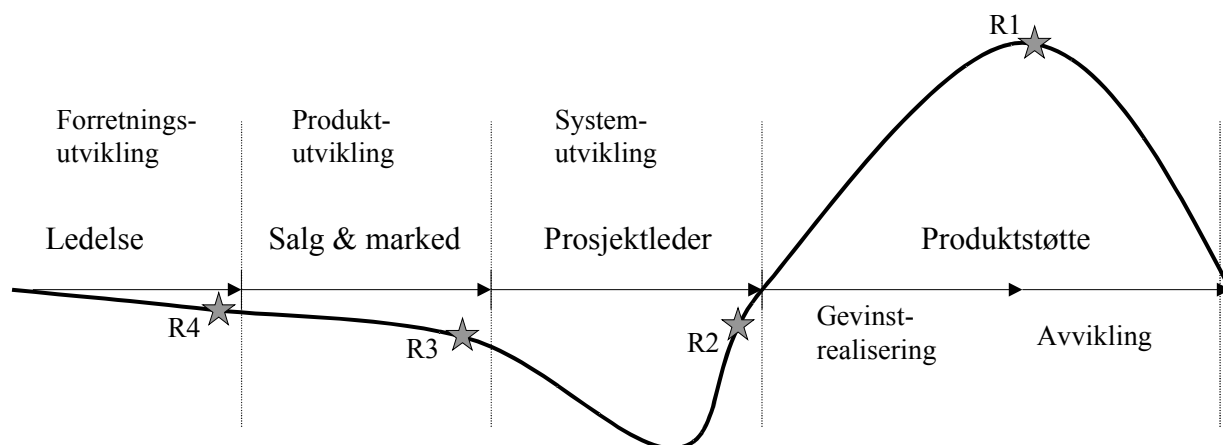 R1
Forretnings-
utvikling
Produkt-
utvikling
System-
utvikling
Ledelse
Salg & marked
Prosjektleder
Produktstøtte
R4
R3
R2
Gevinst-
realisering
Avvikling